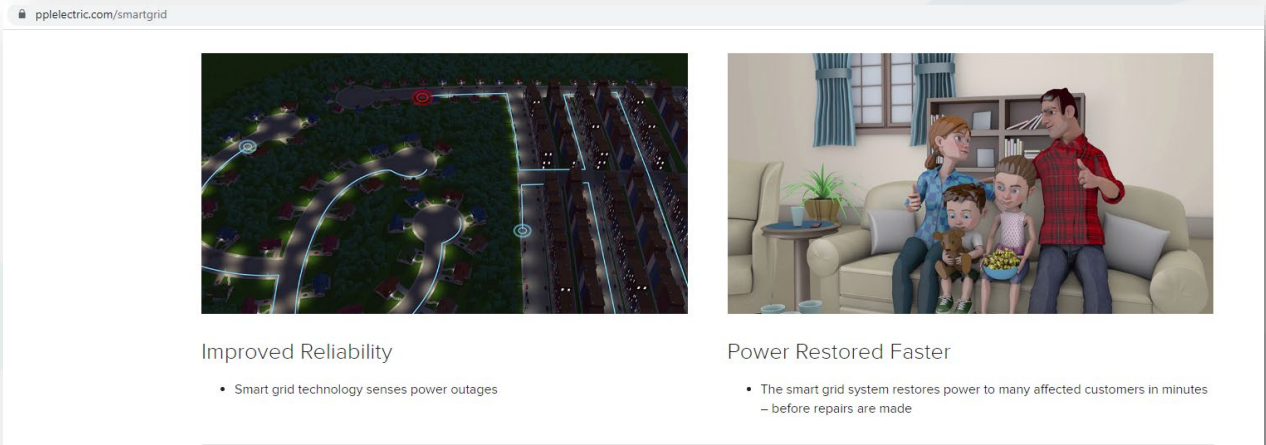 pplelectric.com/smartgrid
Improved Reliability
• Smart grid technology senses power outages
Power Restored Faster
• The smart grid system restores power to many affected customers in minutes
– before repairs are made